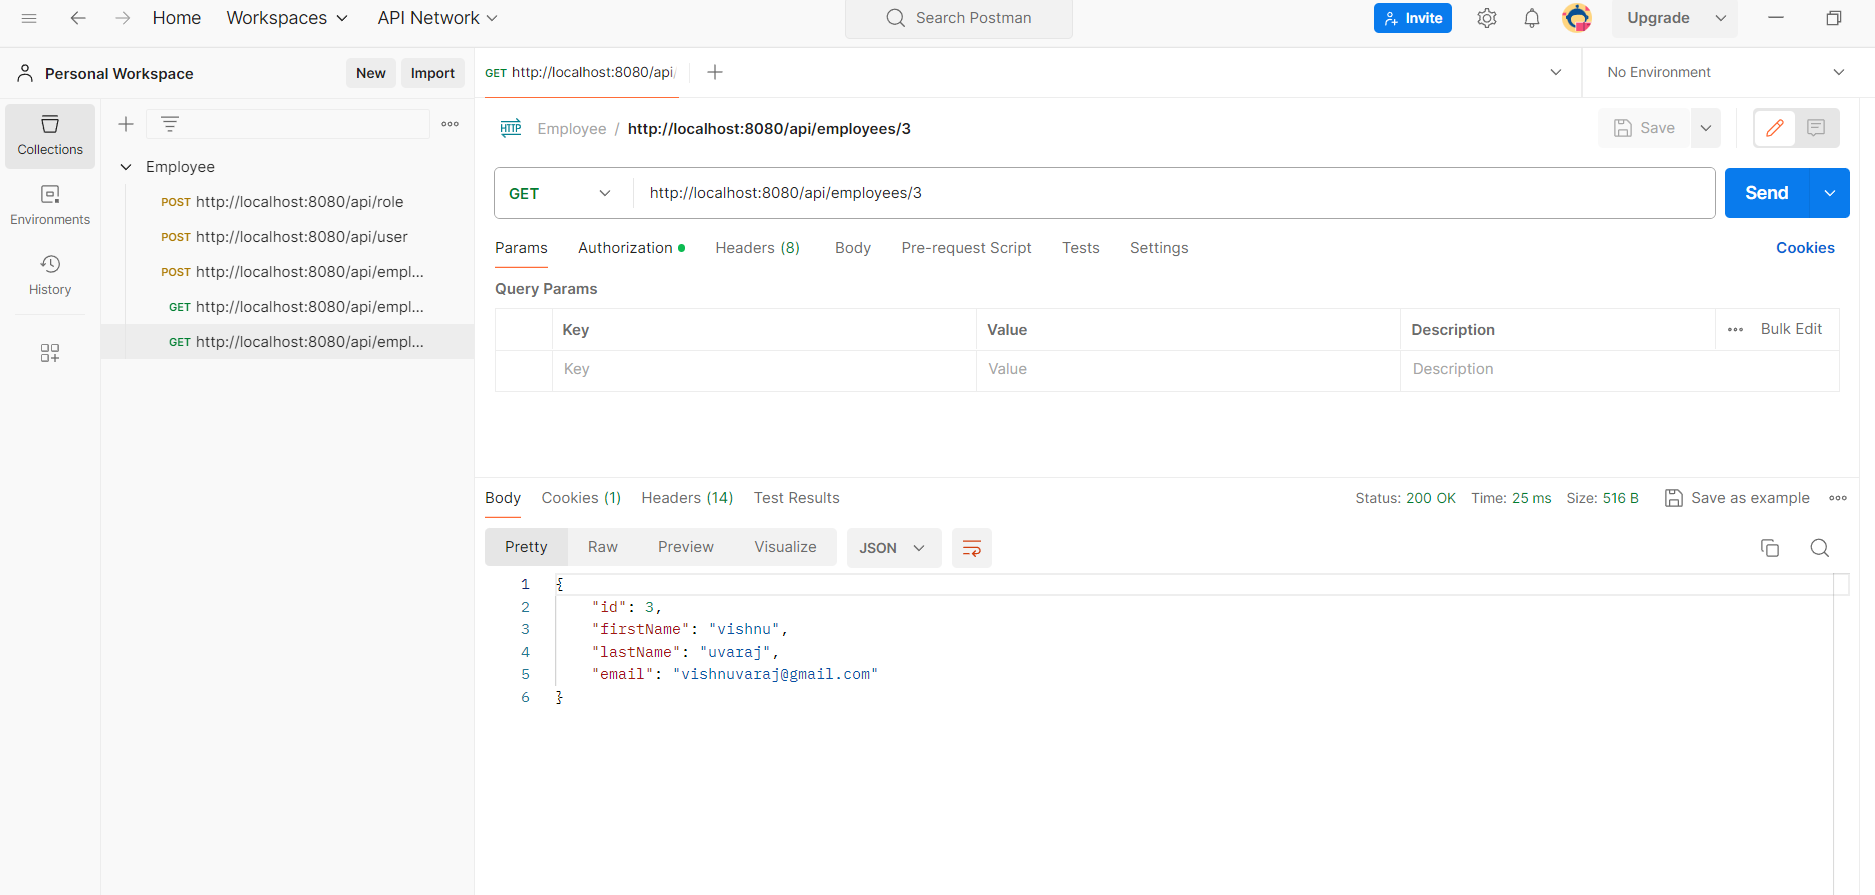 Home Workspaces API Network Search Postman Invite Upgrade
Personal Workspace New Import GET http://localhost:8080/api/ No Environment
Collections
Environments
History
Employee
POST http://localhost:8080/api/role
POST http://localhost:8080/api/user
POST http://localhost:8080/api/empl...
GET http://localhost:8080/api/empl...
GET http://localhost:8080/api/empl...
HTTP Employee / http://localhost:8080/api/employees/3 Save
GET http://localhost:8080/api/employees/3 Send
Params Authorization Headers (8) Body Pre-request Script Tests Settings Cookies
Query Params
Key Value Description Bulk Edit
Key Value Description
Body Cookies (1) Headers (14) Test Results Status: 200 OK Time: 25 ms Size: 516 B Save as example
Pretty Raw Preview Visualize JSON
1 {
2 "id": 3,
3 "firstName": "vishnu",
4 "lastName": "uvaraj",
5 "email": "vishnuvaraj@gmail.com"
6 }